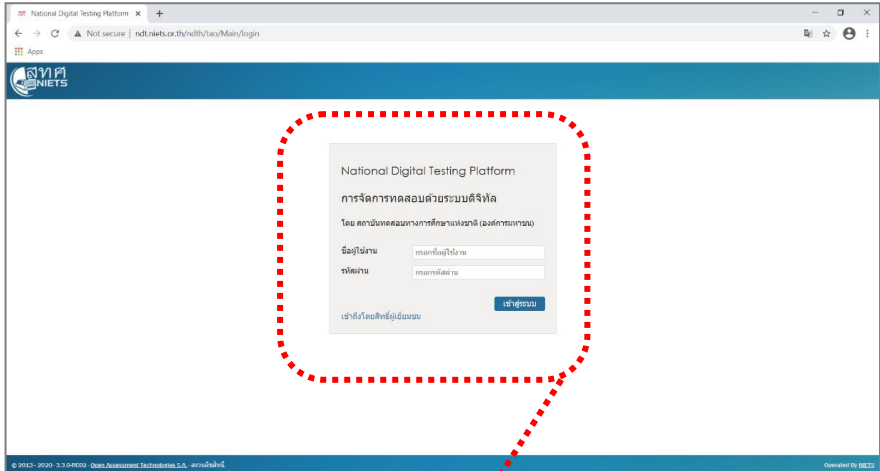 National Digital Testing Platform
Not secure | ndt.niets.or.th/ndth/tao/Main/login
Apps
สทศ
NIETS
National Digital Testing Platform
การจัดการทดสอบด้วยระบบดิจิทัล
โดย สถาบันทดสอบทางการศึกษาแห่งชาติ (องค์การมหาชน)
ชื่อผู้ใช้งาน กรอกชื่อผู้ใช้งาน
รหัสผ่าน กรอกรหัสผ่าน
เข้าสู่ระบบ
เข้าถึงโดยสิทธิ์ผู้เยี่ยมชม
© 2013 - 2020 · 3.3.0-RC02 · Open Assessment Technologies S.A. · สงวนลิขสิทธิ์. Operated By NIETS